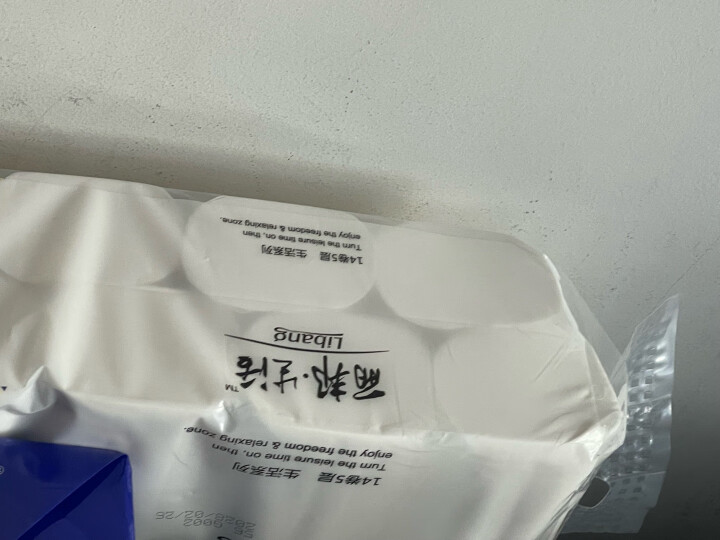 14卷5层 生活系列
Turn the leisure time on, then
enjoy the freedom & relaxing zone.
丽邦·生活™
Libang
14卷5层 生活系列
Turn the leisure time on, then
enjoy the freedom & relaxing zone.